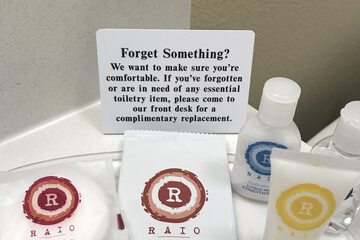 Forget Something?
We want to make sure you're
comfortable. If you've forgotten
or are in need of any essential
toiletry item, please come to
our front desk for a
complimentary replacement.
R
RAIO
R
RAIO
R
RAIO
R